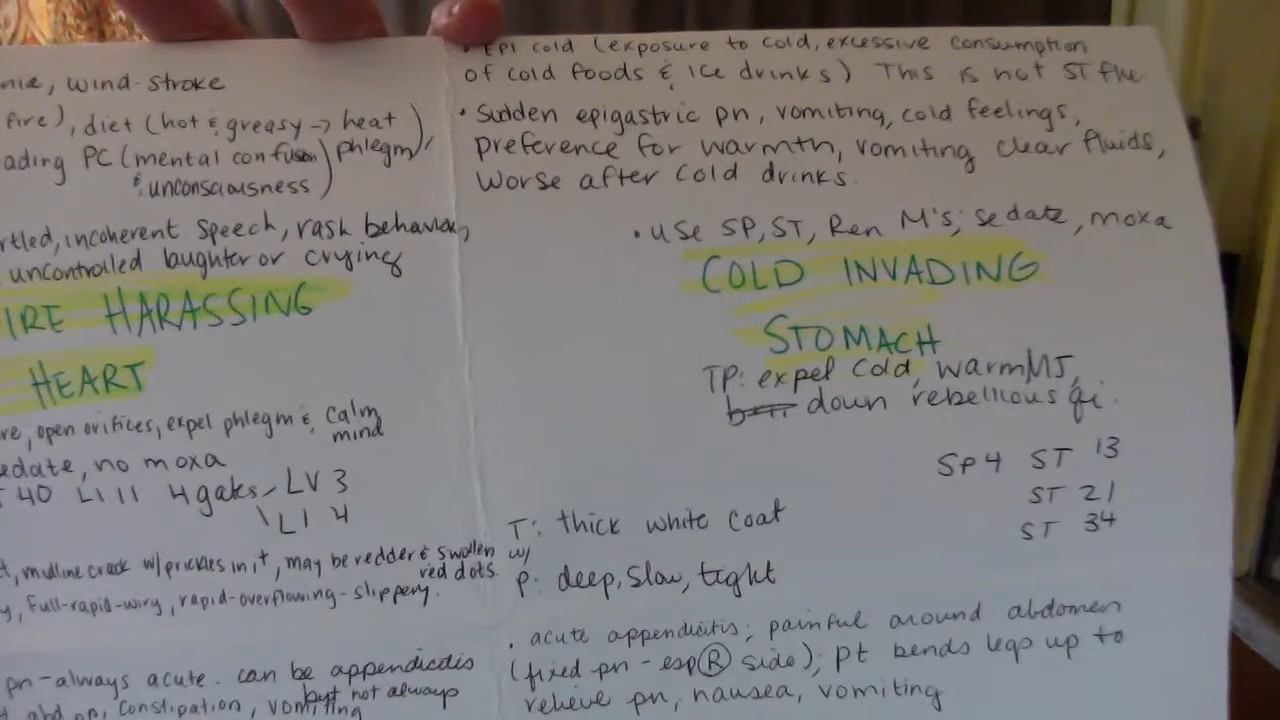 nia, wind-stroke
fire), diet (hot & greasy → heat phlegm),
ading PC (mental confusion & unconsciousness)
rtled, incoherent speech, rash behavior,
uncontrolled laughter or crying
IRE HARASSING
HEART
re, open orifices, expel phlegm & calm mind
edate, no moxa
40 LI 11 4 gates - LV 3
\ LI 4
t, midline crack w/ prickles in it, may be redder & swollen w/ red dots.
y, Full-rapid-wiry, rapid-overflowing-slippery.
pn - always acute. can be appendicitis but not always
abd pn, constipation, vomiting
• EPI cold (exposure to cold, excessive consumption
of cold foods & ice drinks) This is not ST flu
• Sudden epigastric pn, vomiting, cold feelings,
preference for warmth, vomiting clear fluids,
worse after cold drinks.
• use SP, ST, Ren M's; sedate, moxa
COLD INVADING
STOMACH
TP: expel cold, warm MJ,
down rebellious qi.
SP4 ST 13
ST 21
ST 34
T: thick white coat
P: deep, slow, tight
• acute appendicitis; painful around abdomen
(fixed pn - esp R side); pt bends legs up to
relieve pn, nausea, vomiting